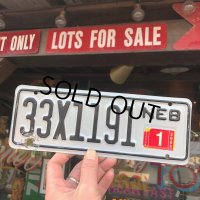 T ONLY
LOTS FOR SALE
SOLD OUT
33X1191
NEB
1